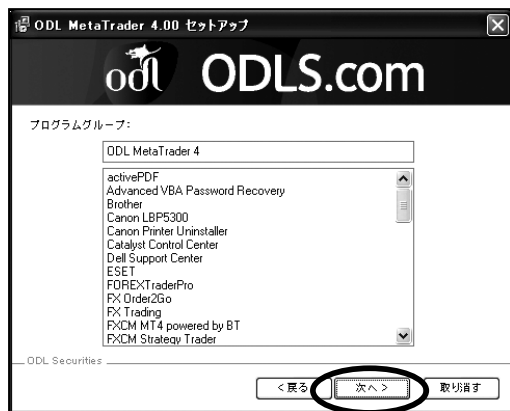 ODL MetaTrader 4.00 セットアップ
odl ODLS.com
プログラムグループ:
ODL MetaTrader 4
activePDF
Advanced VBA Password Recovery
Brother
Canon LBP5300
Canon Printer Uninstaller
Catalyst Control Center
Dell Support Center
ESET
FOREXTraderPro
FX Order2Go
FX Trading
FXCM MT4 powered by BT
FXCM Strategy Trader
ODL Securities
<戻る 次へ> 取り消す